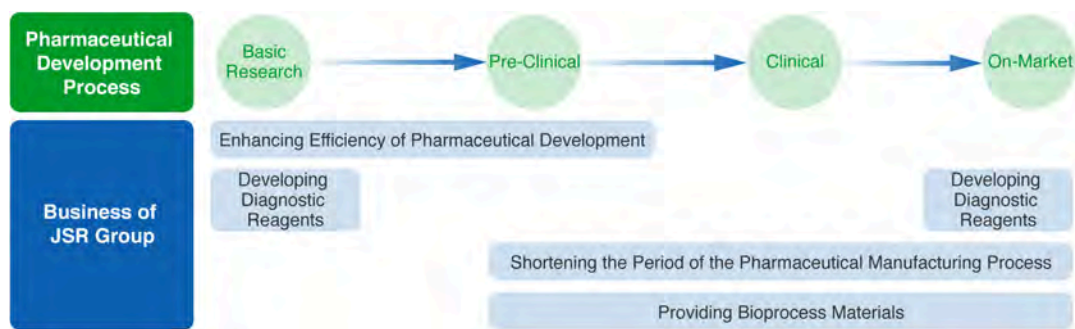 Pharmaceutical
Development
Process
Basic
Research
Pre-Clinical
Clinical
On-Market
Business of
JSR Group
Enhancing Efficiency of Pharmaceutical Development
Developing
Diagnostic
Reagents
Developing
Diagnostic
Reagents
Shortening the Period of the Pharmaceutical Manufacturing Process
Providing Bioprocess Materials